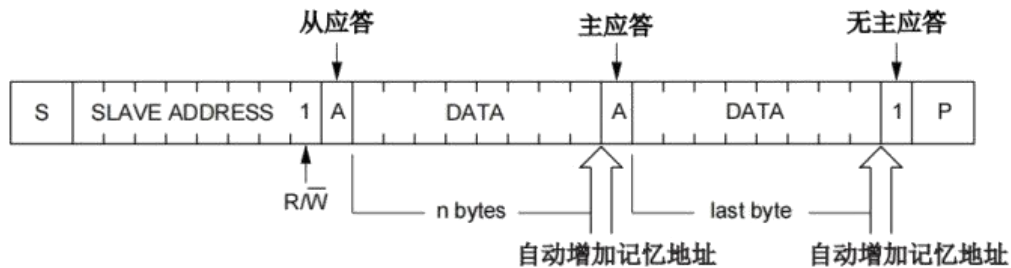 从应答 主应答 无主应答
S SLAVE ADDRESS 1 A DATA A DATA 1 P
R/W̅
n bytes last byte
自动增加记忆地址 自动增加记忆地址